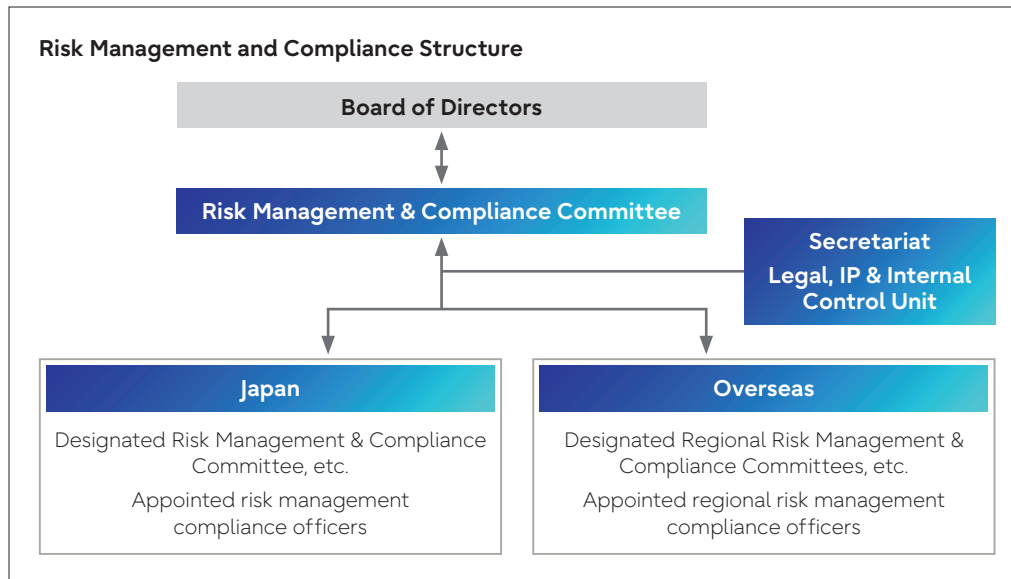 Risk Management and Compliance Structure
Board of Directors
Risk Management & Compliance Committee
Secretariat
Legal, IP & Internal
Control Unit
Japan
Designated Risk Management & Compliance
Committee, etc.
Appointed risk management
compliance officers
Overseas
Designated Regional Risk Management &
Compliance Committees, etc.
Appointed regional risk management
compliance officers